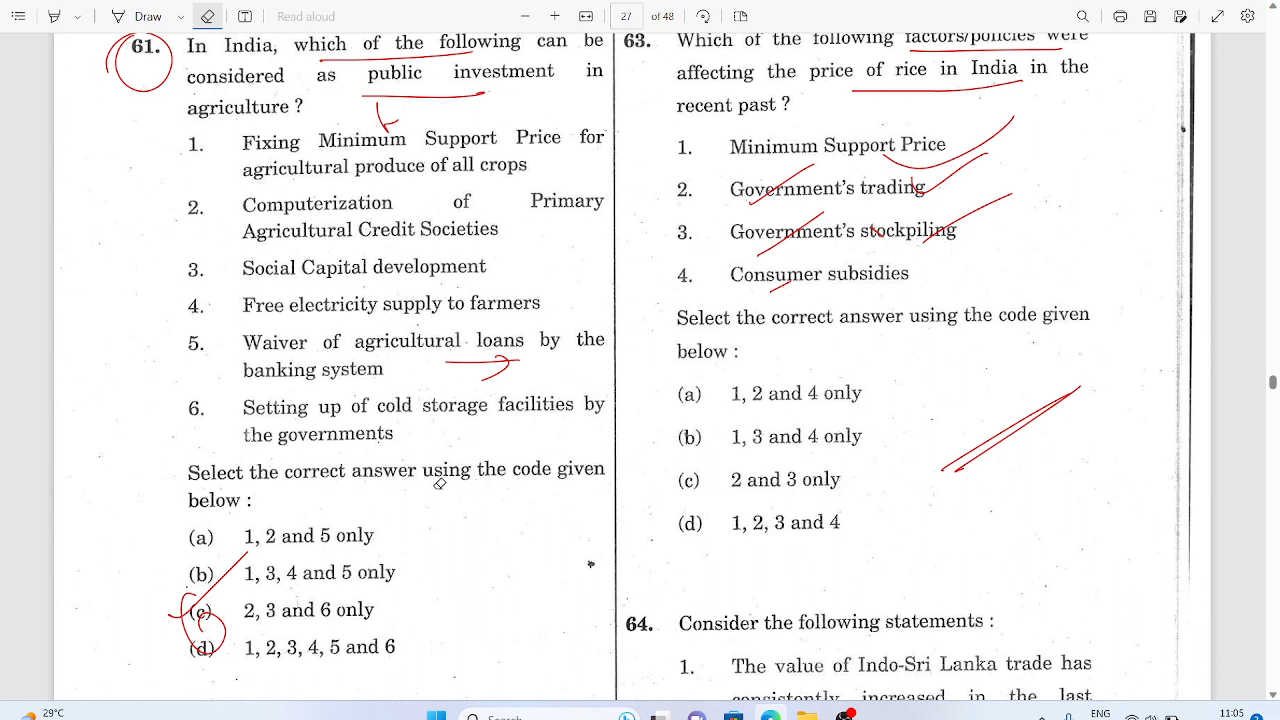 Draw
Read aloud
27 of 48
61. In India, which of the following can be
considered as public investment in
agriculture ?
1. Fixing Minimum Support Price for
agricultural produce of all crops
2. Computerization of Primary
Agricultural Credit Societies
3. Social Capital development
4. Free electricity supply to farmers
5. Waiver of agricultural loans by the
banking system
6. Setting up of cold storage facilities by
the governments
Select the correct answer using the code given
below :
(a) 1, 2 and 5 only
(b) 1, 3, 4 and 5 only
(c) 2, 3 and 6 only
(d) 1, 2, 3, 4, 5 and 6
63. Which of the following factors/policies were
affecting the price of rice in India in the
recent past ?
1. Minimum Support Price
2. Government's trading
3. Government's stockpiling
4. Consumer subsidies
Select the correct answer using the code given
below :
(a) 1, 2 and 4 only
(b) 1, 3 and 4 only
(c) 2 and 3 only
(d) 1, 2, 3 and 4
64. Consider the following statements :
1. The value of Indo-Sri Lanka trade has
consistently increased in the last
29°C
Search
ENG